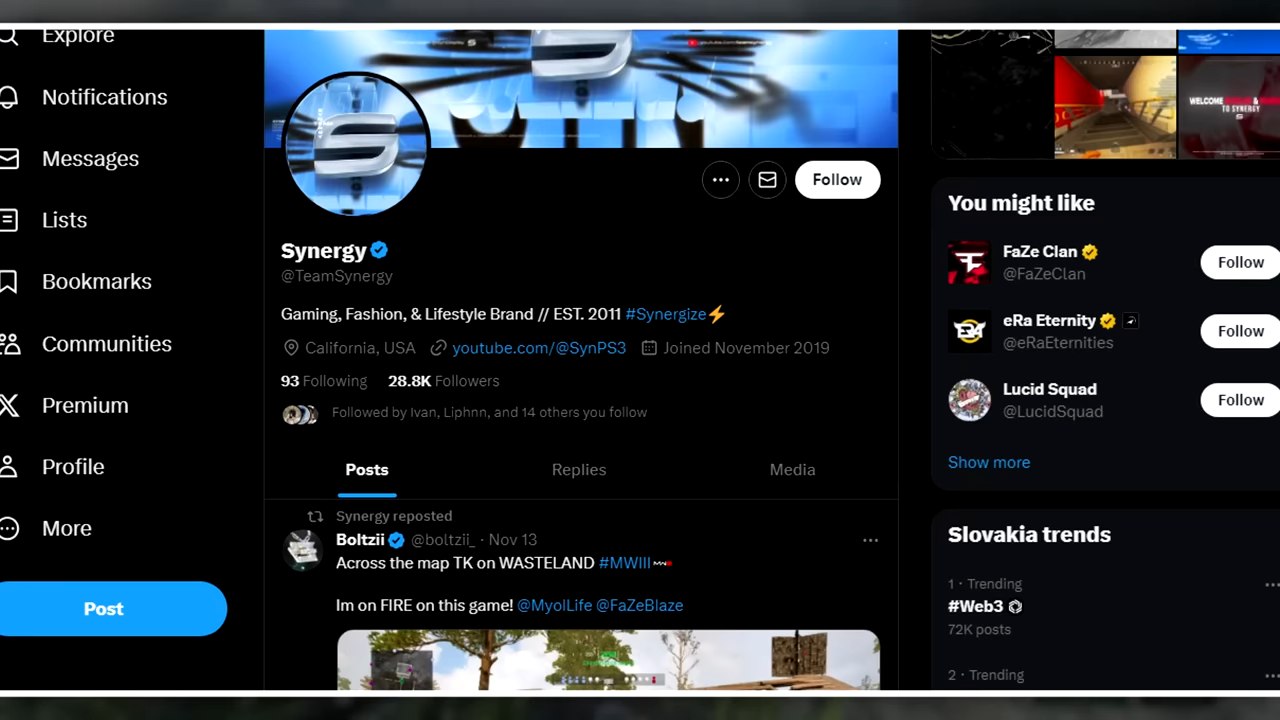 Explore
Notifications
Messages
Lists
Bookmarks
Communities
Premium
Profile
More
Post
Follow
Synergy
@TeamSynergy
Gaming, Fashion, & Lifestyle Brand // EST. 2011 #Synergize⚡
California, USA youtube.com/@SynPS3 Joined November 2019
93 Following 28.8K Followers
Followed by Ivan, Liphnn, and 14 others you follow
Posts Replies Media
Synergy reposted
Boltzii @boltzii_ · Nov 13
Across the map TK on WASTELAND #MWIII
Im on FIRE on this game! @MyolLife @FaZeBlaze
WELCOME
TO SYNERGY
You might like
FaZe Clan
@FaZeClan
Follow
eRa Eternity
@eRaEternities
Follow
Lucid Squad
@LucidSquad
Follow
Show more
Slovakia trends
1 · Trending
#Web3
72K posts
2 · Trending